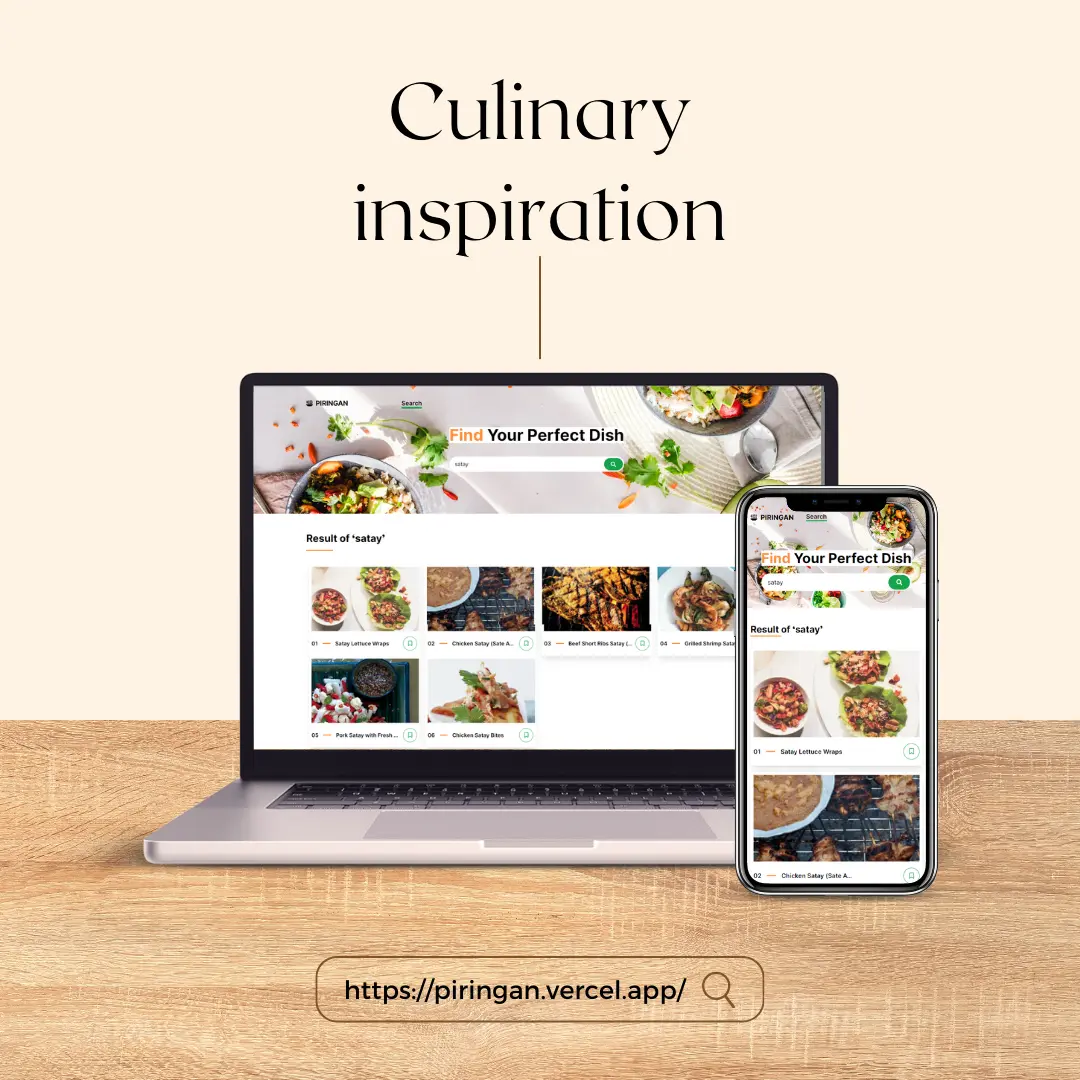 Culinary
inspiration
PIRINGAN
Search
Find Your Perfect Dish
satay
Result of ‘satay’
01 — Satay Lettuce Wraps
02 — Chicken Satay (Sate A...
03 — Beef Short Ribs Satay (...
04 — Grilled Shrimp Sata
05 — Pork Satay with Fresh ...
06 — Chicken Satay Bites
PIRINGAN
Search
Find Your Perfect Dish
satay
Result of ‘satay’
01 — Satay Lettuce Wraps
02 — Chicken Satay (Sate A...
https://piringan.vercel.app/